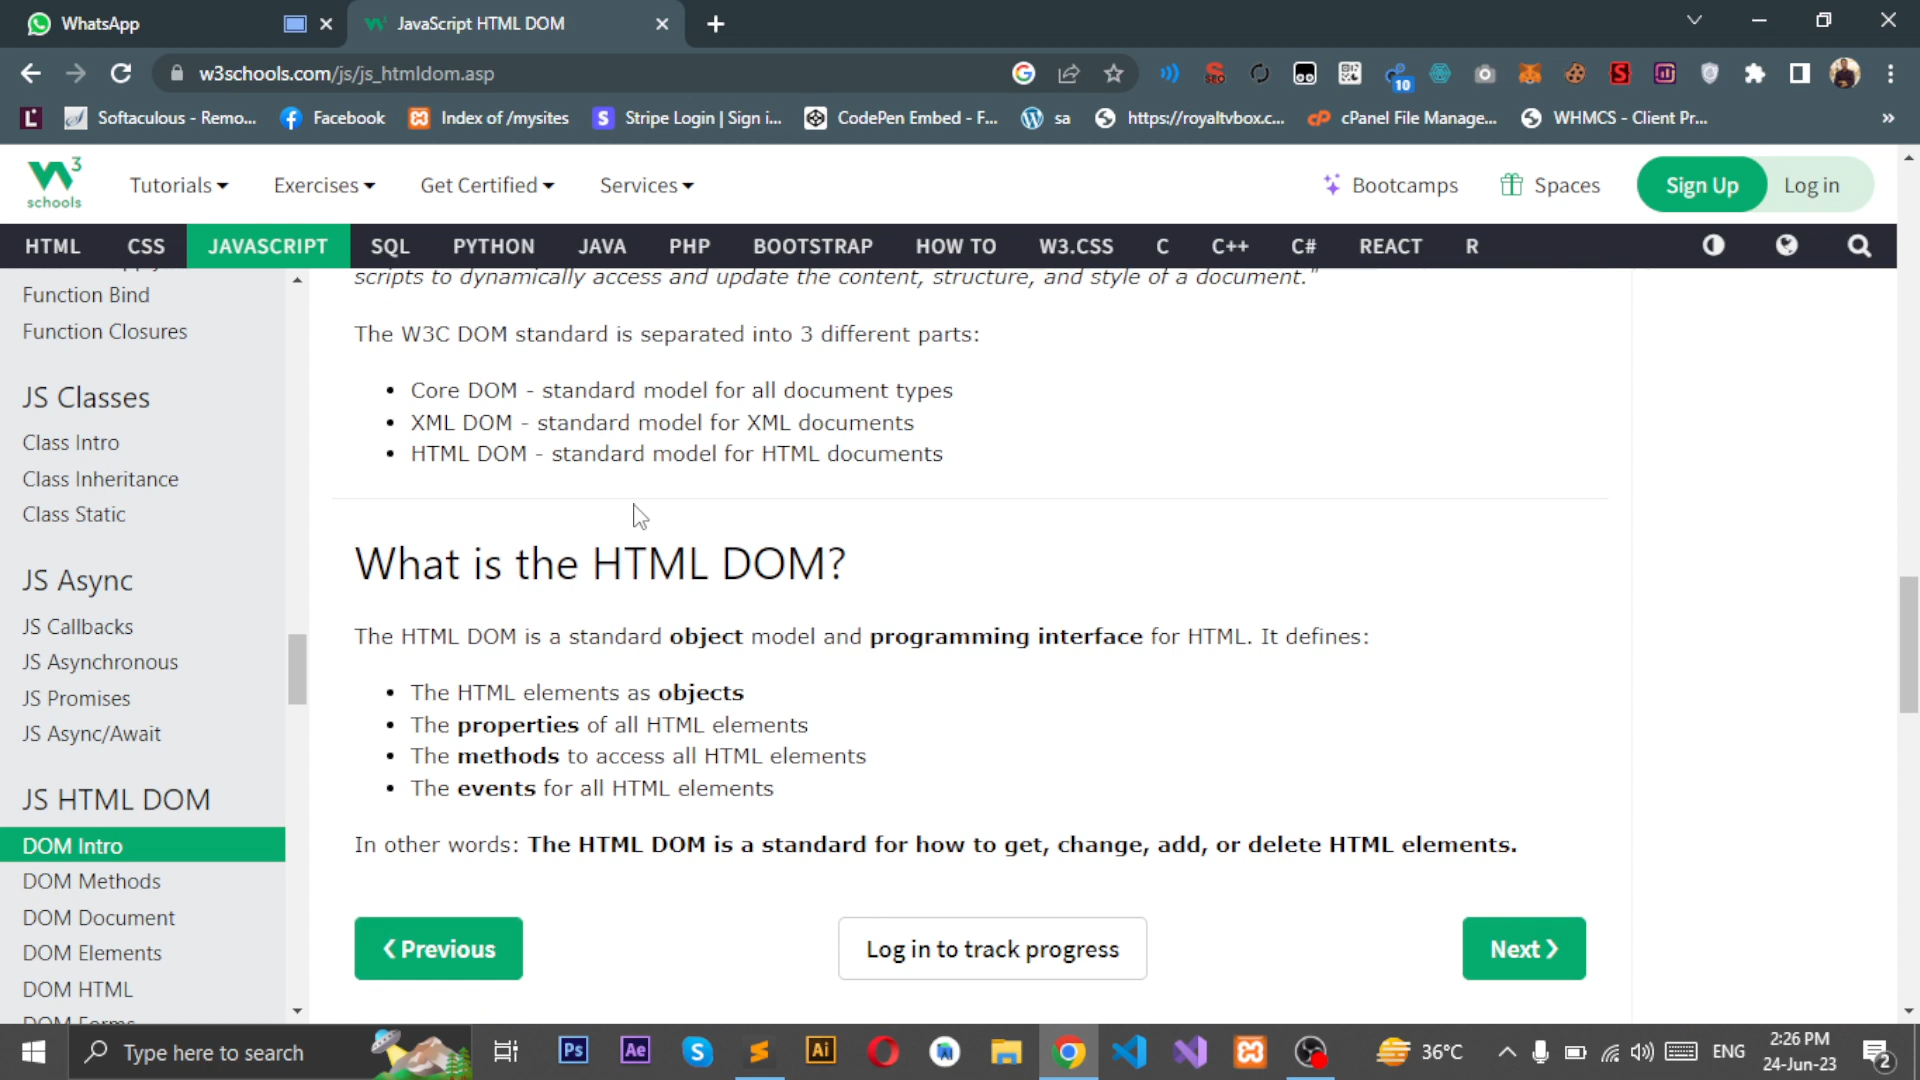 WhatsApp
JavaScript HTML DOM
w3schools.com/js/js_htmldom.asp
10
Softaculous - Remo...
Facebook
Index of /mysites
Stripe Login | Sign i...
CodePen Embed - F...
sa
https://royaltvbox.c...
cPanel File Manage...
WHMCS - Client Pr...
»
3
schools
Tutorials
Exercises
Get Certified
Services
Bootcamps
Spaces
Sign Up
Log in
HTML
CSS
JAVASCRIPT
SQL
PYTHON
JAVA
PHP
BOOTSTRAP
HOW TO
W3.CSS
C
C++
C#
REACT
R
Function Bind
Function Closures
JS Classes
Class Intro
Class Inheritance
Class Static
JS Async
JS Callbacks
JS Asynchronous
JS Promises
JS Async/Await
JS HTML DOM
DOM Intro
DOM Methods
DOM Document
DOM Elements
DOM HTML
DOM Forms
scripts to dynamically access and update the content, structure, and style of a document."
The W3C DOM standard is separated into 3 different parts:
• Core DOM - standard model for all document types
• XML DOM - standard model for XML documents
• HTML DOM - standard model for HTML documents
What is the HTML DOM?
The HTML DOM is a standard object model and programming interface for HTML. It defines:
• The HTML elements as objects
• The properties of all HTML elements
• The methods to access all HTML elements
• The events for all HTML elements
In other words: The HTML DOM is a standard for how to get, change, add, or delete HTML elements.
❮ Previous
Log in to track progress
Next ❯
Type here to search
Ps
Ae
Ai
36°C
ENG
2:26 PM
24-Jun-23
2